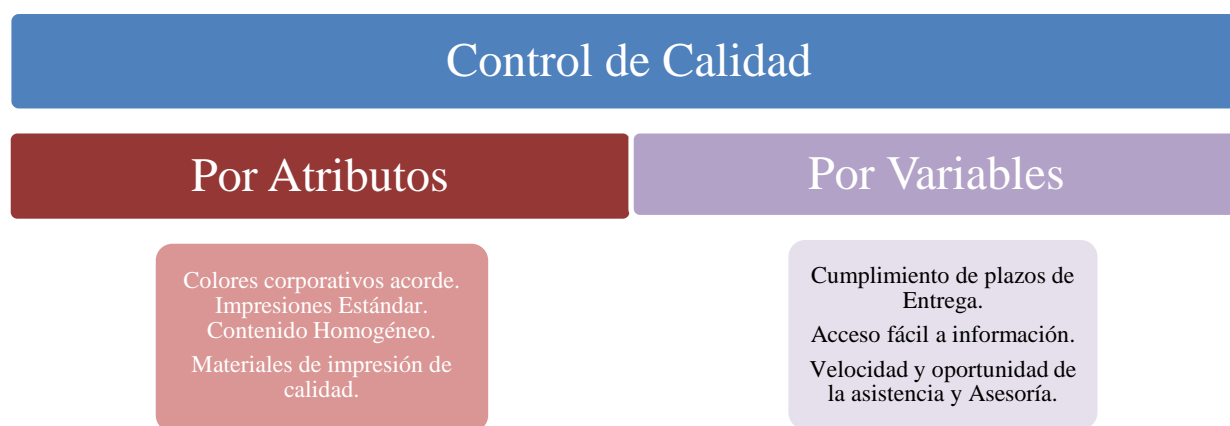 Control de Calidad
Por Atributos
Por Variables
Colores corporativos acorde.
Impresiones Estándar.
Contenido Homogéneo.
Materiales de impresión de
calidad.
Cumplimiento de plazos de
Entrega.
Acceso fácil a información.
Velocidad y oportunidad de
la asistencia y Asesoría.